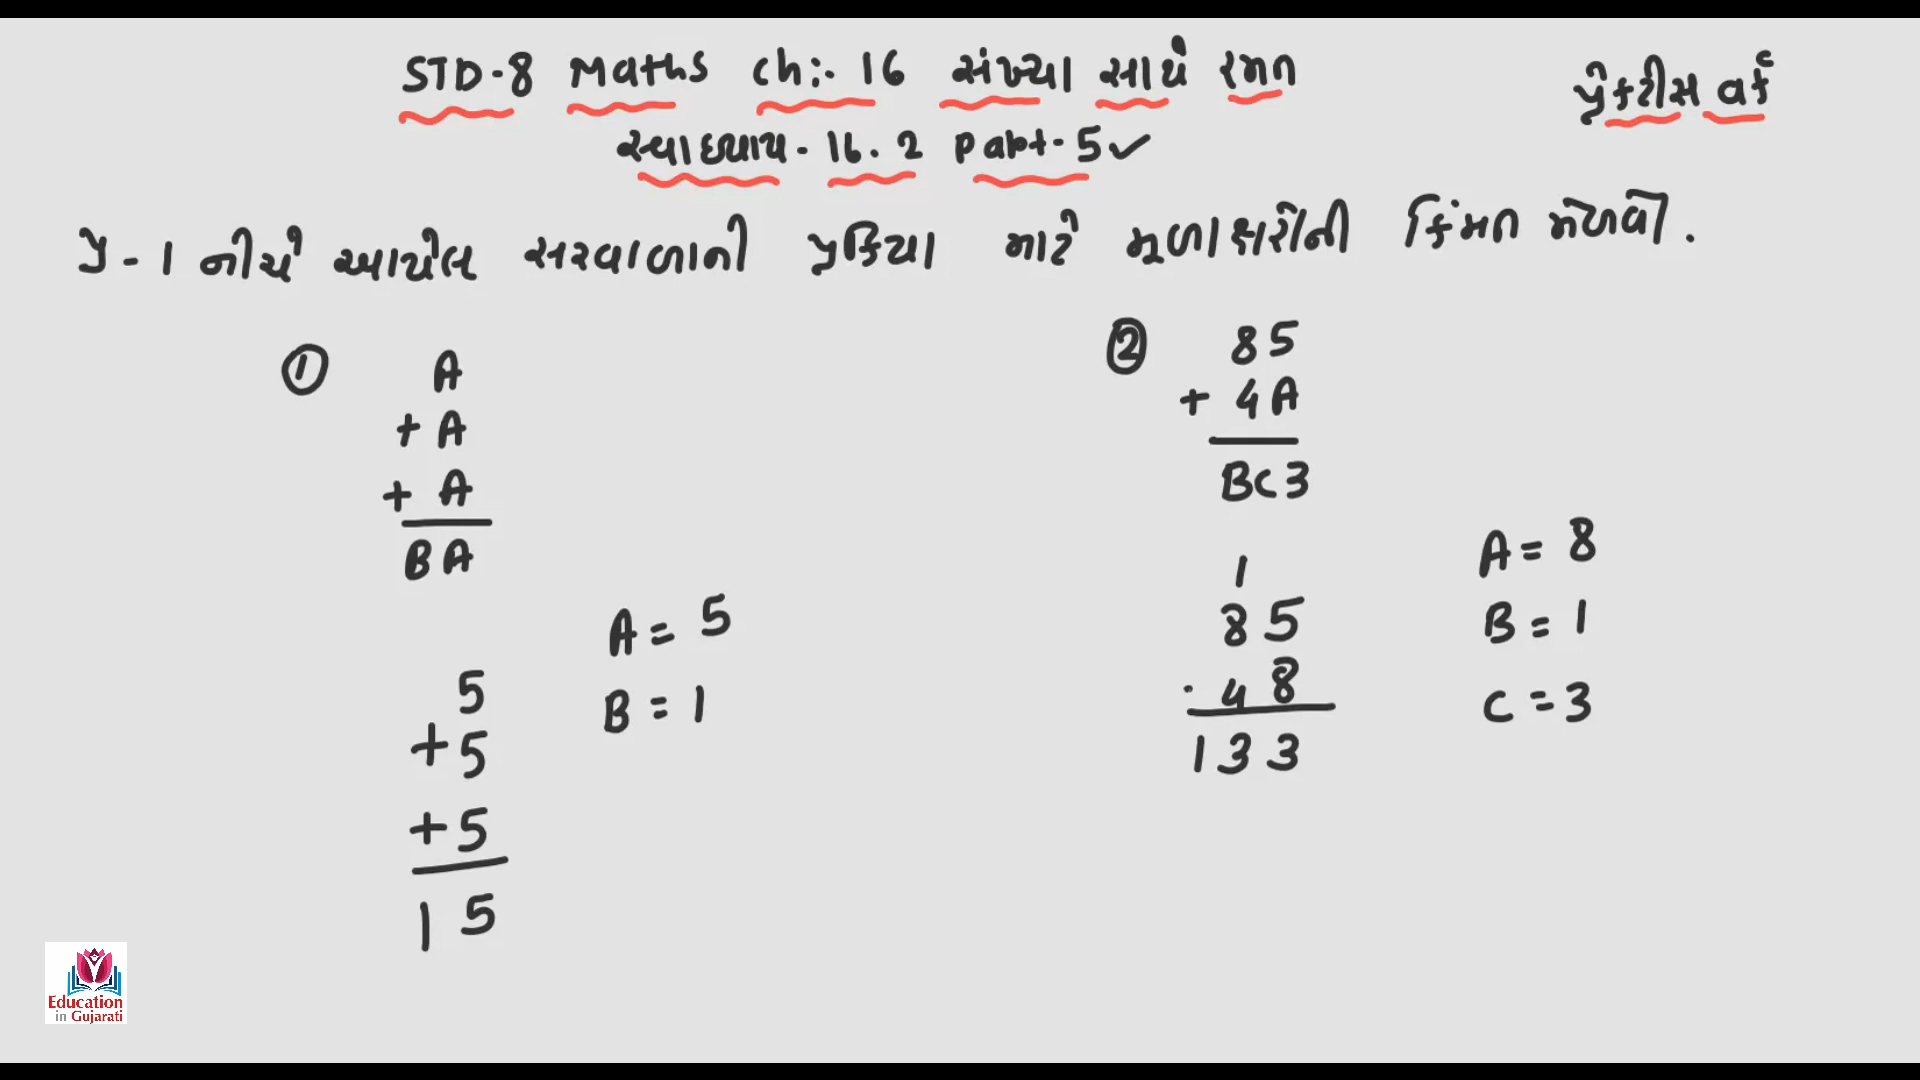 STD-8 Maths ch:- 16 સંખ્યા સાથે રમત
પ્રેક્ટીસ વર્ક
સ્વાધ્યાય - 16.2 Part-5✓
પ્ર-1 નીચે આપેલ સરવાળાની પ્રક્રિયા માટે મૂળાક્ષરોની કિંમત મેળવો.
①
A
+ A
+ A
BA
5
+5
+5
15
A = 5
B = 1
②
85
+ 4A
BC3
1
85
· 48
133
A = 8
B = 1
C = 3
Education
in Gujarati